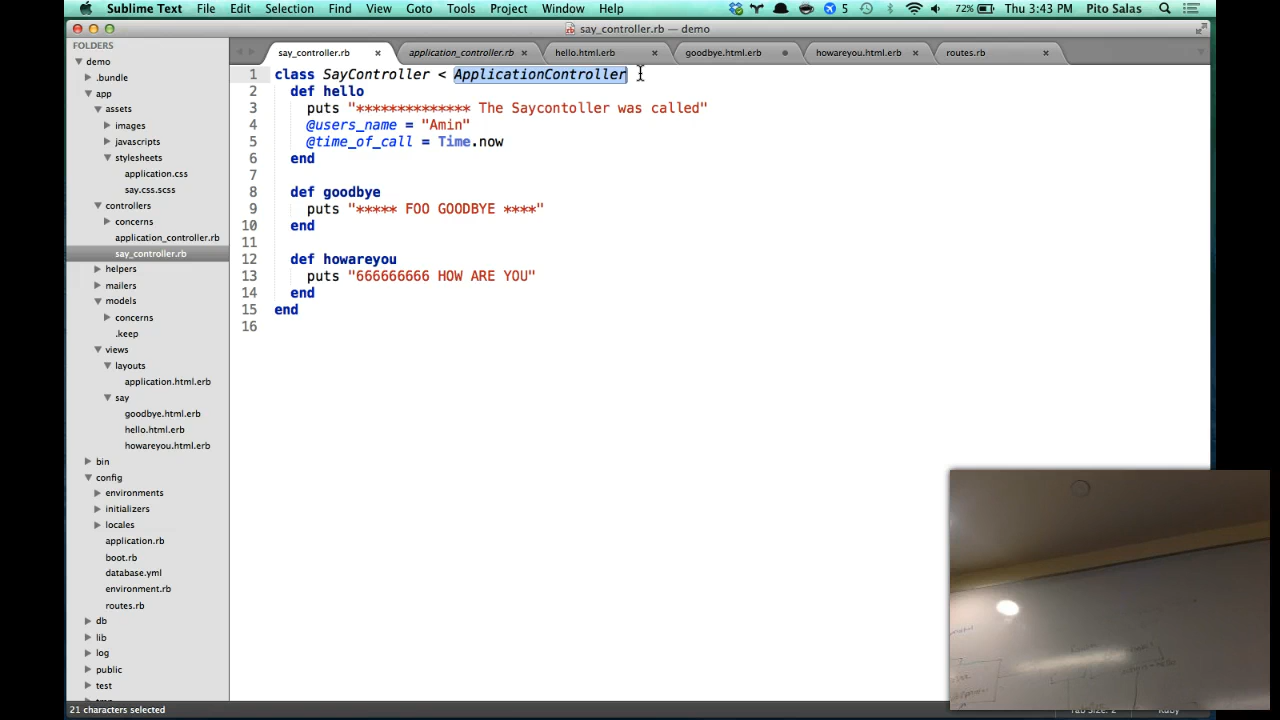 Sublime Text File Edit Selection Find View Goto Tools Project Window Help 5 72% Thu 3:43 PM Pito Salas
say_controller.rb — demo
FOLDERS
demo
.bundle
app
assets
images
javascripts
stylesheets
application.css
say.css.scss
controllers
concerns
application_controller.rb
say_controller.rb
helpers
mailers
models
concerns
.keep
views
layouts
application.html.erb
say
goodbye.html.erb
hello.html.erb
howareyou.html.erb
bin
config
environments
initializers
locales
application.rb
boot.rb
database.yml
environment.rb
routes.rb
db
lib
log
public
test
say_controller.rb × application_controller.rb × hello.html.erb × goodbye.html.erb howareyou.html.erb × routes.rb ×
1 class SayController < ApplicationController
2 def hello
3 puts "************** The Saycontoller was called"
4 @users_name = "Amin"
5 @time_of_call = Time.now
6 end
7
8 def goodbye
9 puts "***** FOO GOODBYE ****"
10 end
11
12 def howareyou
13 puts "666666666 HOW ARE YOU"
14 end
15 end
16
21 characters selected